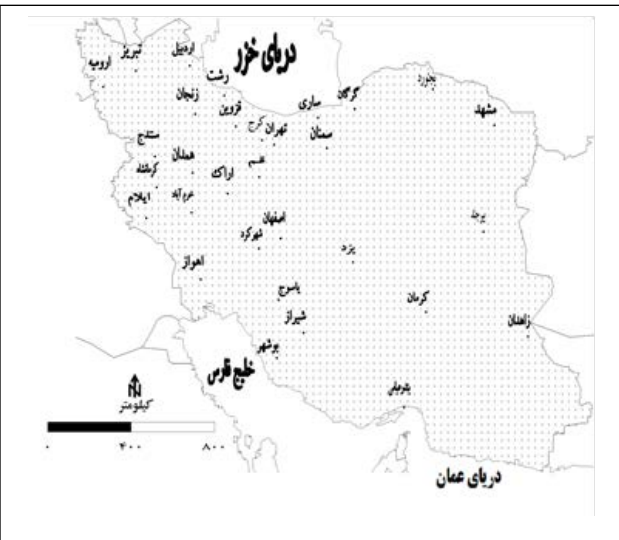 دریای خزر
اردبیل
تبریز
ارومیه
رشت
زنجان
قزوین
کرج
تهران
ساری
گرگان
بجنورد
سمنان
مشهد
سنندج
همدان
کرمانشاه
اراک
ایلام
خرم آباد
اصفهان
شهرکرد
بیرجند
یزد
اهواز
یاسوج
شیراز
کرمان
زاهدان
بوشهر
خلیج فارس
N
کیلومتر
۰ ۴۰۰ ۸۰۰
دریای عمان